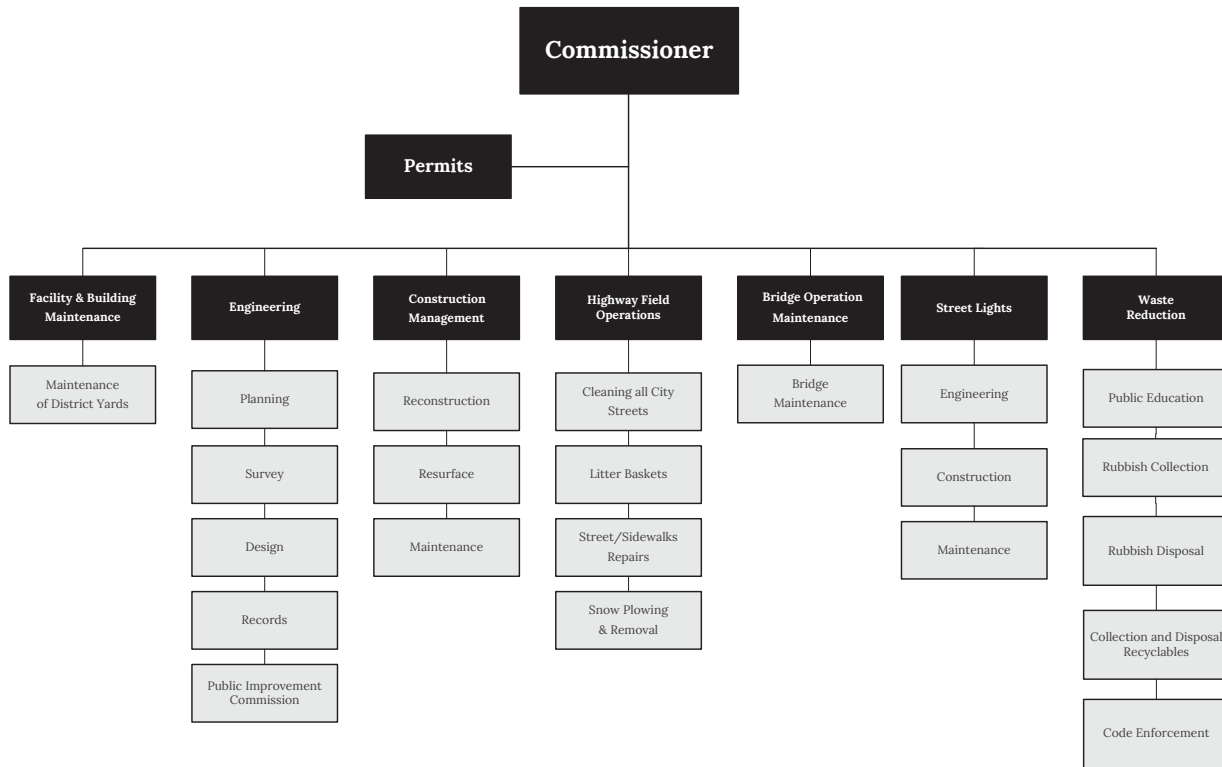 Commissioner
Permits
Facility & Building
Maintenance
Engineering
Construction
Management
Highway Field
Operations
Bridge Operation
Maintenance
Street Lights
Waste
Reduction
Maintenance
of District Yards
Planning
Survey
Design
Records
Public Improvement
Commission
Reconstruction
Resurface
Maintenance
Cleaning all City
Streets
Litter Baskets
Street/Sidewalks
Repairs
Snow Plowing
& Removal
Bridge
Maintenance
Engineering
Construction
Maintenance
Public Education
Rubbish Collection
Rubbish Disposal
Collection and Disposal
Recyclables
Code Enforcement